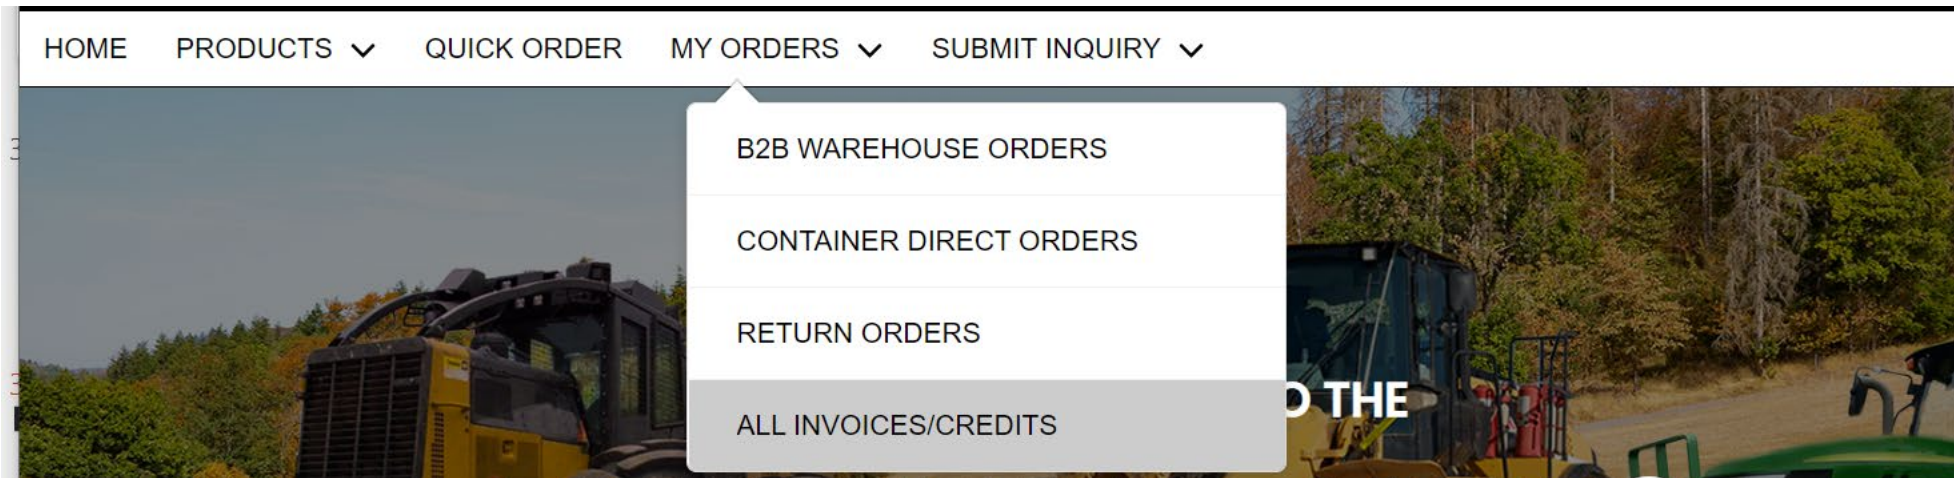 HOME PRODUCTS QUICK ORDER MY ORDERS SUBMIT INQUIRY
B2B WAREHOUSE ORDERS
CONTAINER DIRECT ORDERS
RETURN ORDERS
THE
ALL INVOICES/CREDITS